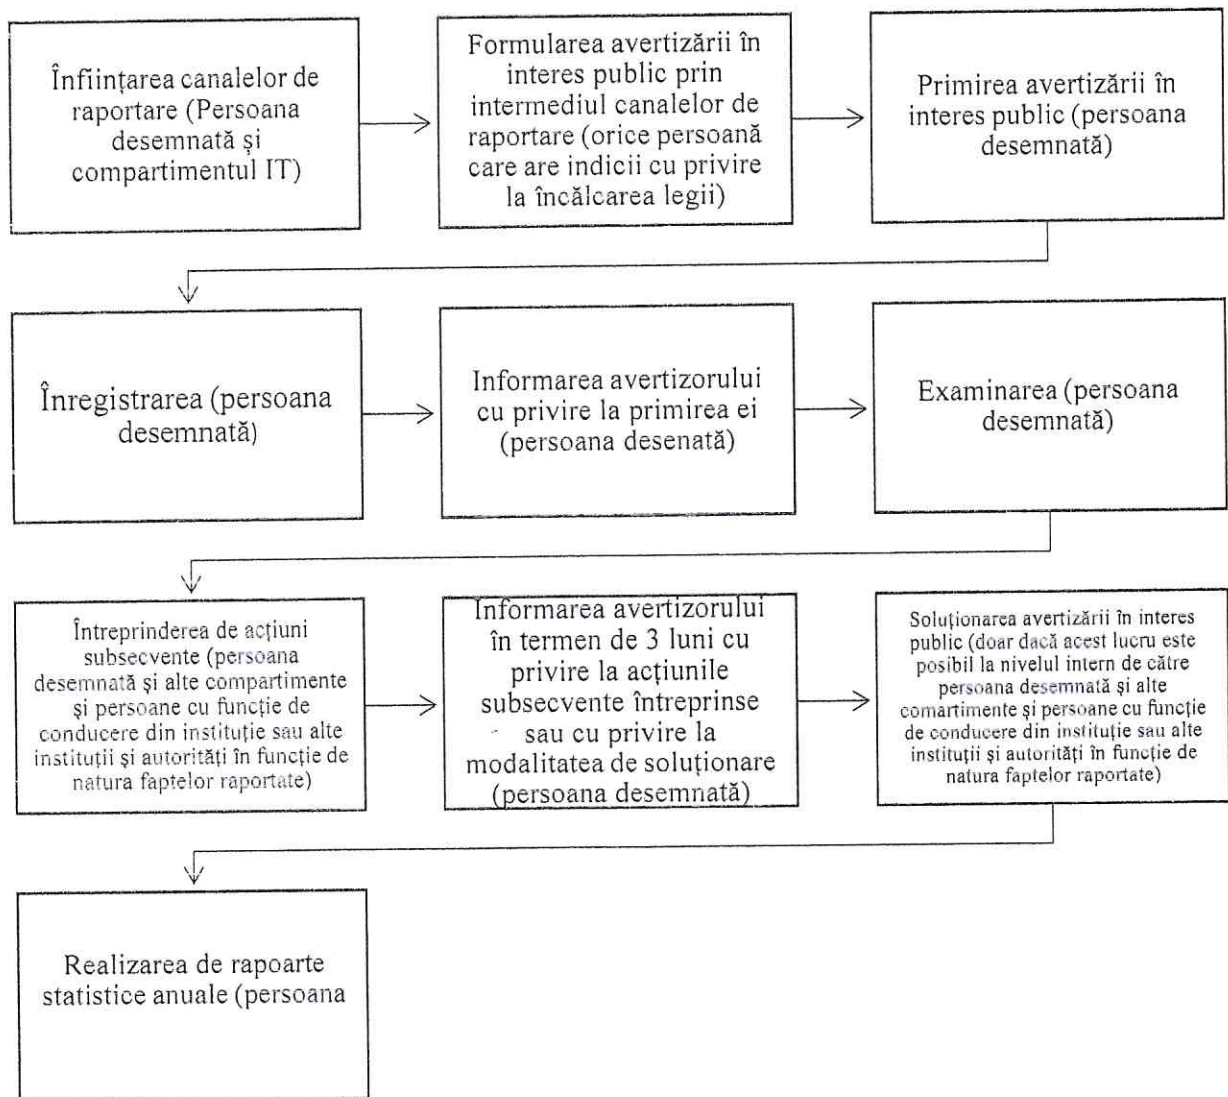 Înființarea canalelor de
raportare (Persoana
desemnată și
compartimentul IT)
Formularea avertizării în
interes public prin
intermediul canalelor de
raportare (orice persoană
care are indicii cu privire
la încălcarea legii)
Primirea avertizării în
interes public (persoana
desemnată)
Înregistrarea (persoana
desemnată)
Informarea avertizorului
cu privire la primirea ei
(persoana desenată)
Examinarea (persoana
desemnată)
Întreprinderea de acțiuni
subsecvente (persoana
desemnată și alte compartimente
și persoane cu funcție de
conducere din instituție sau alte
instituții și autorități în funcție de
natura faptelor raportate)
Informarea avertizorului
în termen de 3 luni cu
privire la acțiunile
subsecvente întreprinse
sau cu privire la
modalitatea de soluționare
(persoana desemnată)
Soluționarea avertizării în interes
public (doar dacă acest lucru este
posibil la nivelul intern de către
persoana desemnată și alte
comartimente și persoane cu funcție
de conducere din instituție sau alte
instituții și autorități în funcție de
natura faptelor raportate)
Realizarea de rapoarte
statistice anuale (persoana